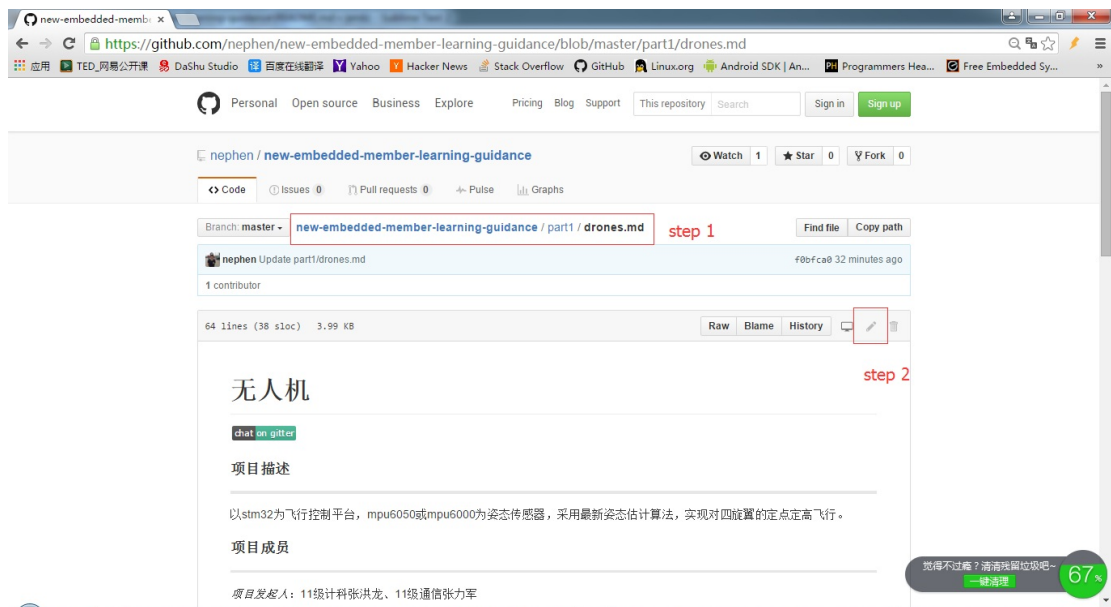 new-embedded-membe
https://github.com/nephen/new-embedded-member-learning-guidance/blob/master/part1/drones.md
应用 TED_网易公开课 DaShu Studio 百度在线翻译 Yahoo Hacker News Stack Overflow GitHub Linux.org Android SDK | An... Programmers Hea... Free Embedded Sy... »
Personal Open source Business Explore Pricing Blog Support This repository Search Sign in Sign up
nephen / new-embedded-member-learning-guidance Watch 1 Star 0 Fork 0
Code Issues 0 Pull requests 0 Pulse Graphs
Branch: master new-embedded-member-learning-guidance / part1 / drones.md step 1 Find file Copy path
nephen Update part1/drones.md f0bfca0 32 minutes ago
1 contributor
64 lines (38 sloc) 3.99 KB Raw Blame History
step 2
无人机
chat on gitter
项目描述
以stm32为飞行控制平台，mpu6050或mpu6000为姿态传感器，采用最新姿态估计算法，实现对四旋翼的定点定高飞行。
项目成员
觉得不过瘾？清清残留垃圾吧~
一键清理
67%
项目发起人：11级计科张洪龙、11级通信张力军